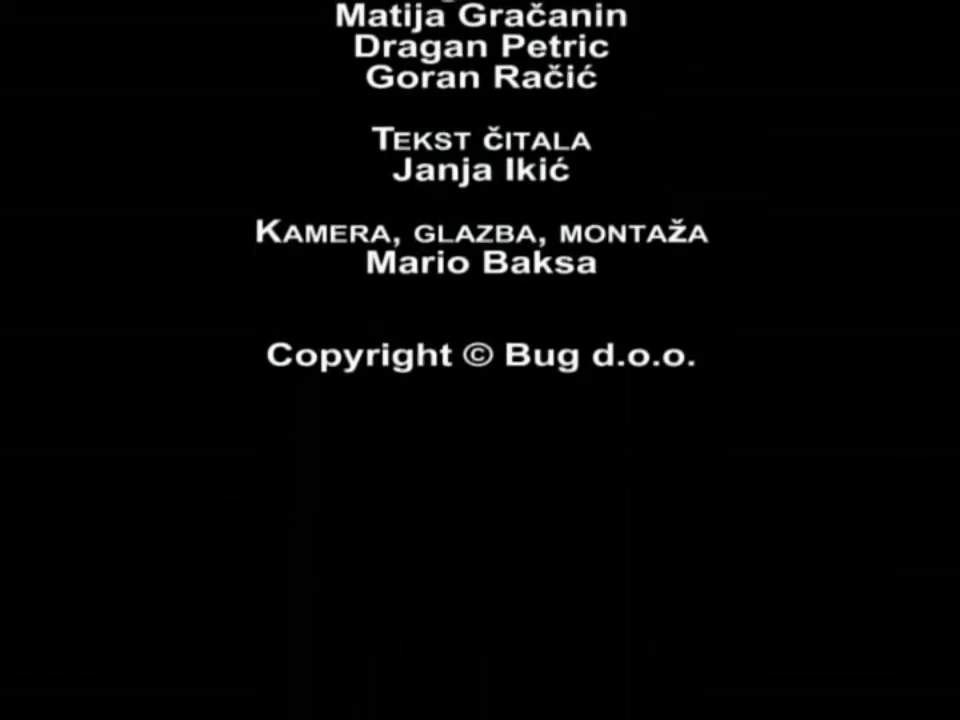 Matija Gračanin
Dragan Petric
Goran Račić
TEKST ČITALA
Janja Ikić
KAMERA, GLAZBA, MONTAŽA
Mario Baksa
Copyright © Bug d.o.o.